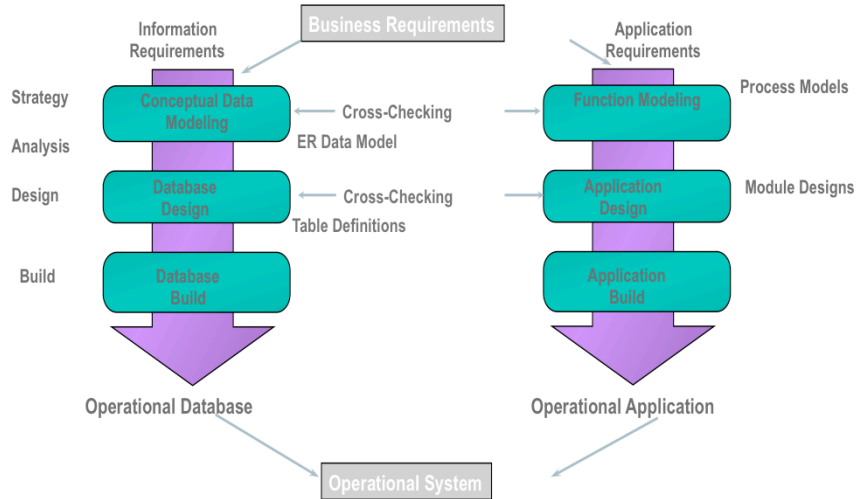 Business Requirements
Information
Requirements
Application
Requirements
Strategy
Conceptual Data
Modeling
Cross-Checking
Function Modeling
Process Models
Analysis
ER Data Model
Design
Database
Design
Cross-Checking
Application
Design
Module Designs
Table Definitions
Build
Database
Build
Application
Build
Operational Database
Operational Application
Operational System